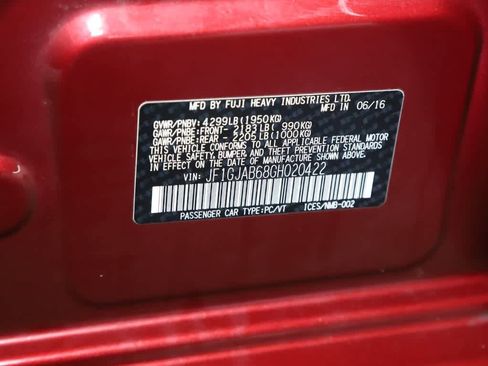 MFD BY FUJI HEAVY INDUSTRIES LTD. 06/16
GVWR/PNBV: 4299LB(1950KG)
GAWR/PNBE: FRONT- 2183LB( 990KG)
GAWR/PNBE: REAR - 2205LB(1000KG)
THIS VEHICLE CONFORMS TO ALL APPLICABLE FEDERAL MOTOR
VEHICLE SAFETY, BUMPER, AND THEFT PREVENTION STANDARDS
IN EFFECT ON THE DATE OF MANUFACTURE SHOWN ABOVE.
VIN: JF1GJAB68GH020422
PASSENGER CAR TYPE:PC/VT ICES/NMB-002